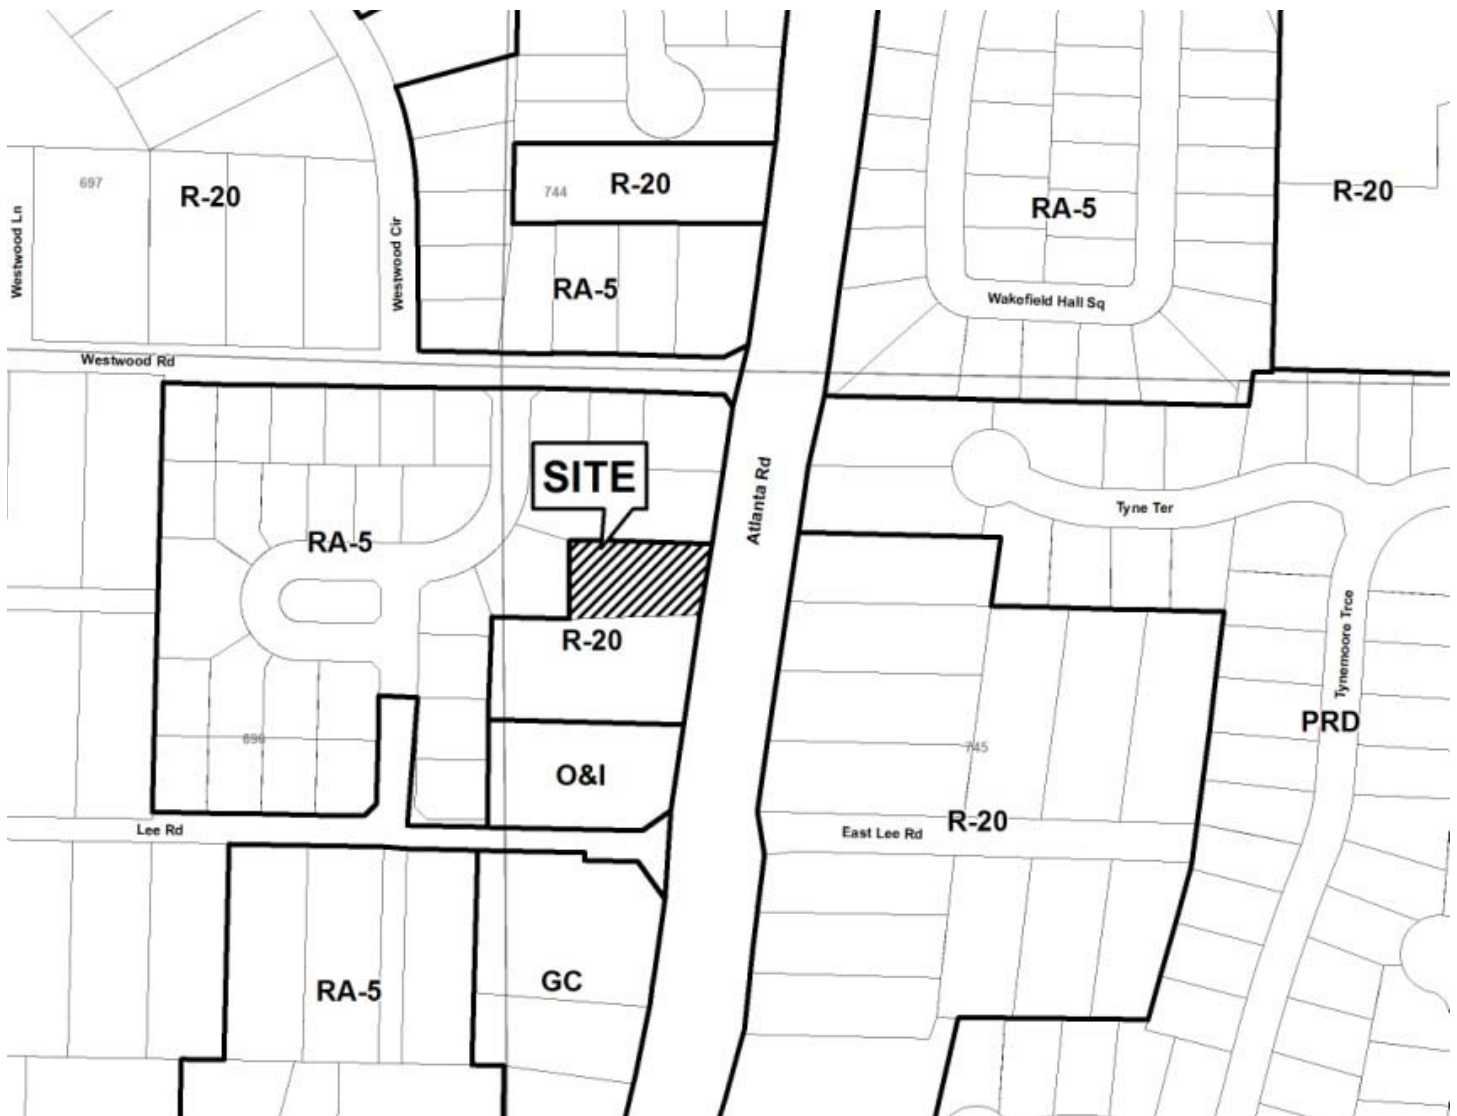 697
R-20
744
R-20
RA-5
R-20
Westwood Ln
Westwood Cir
RA-5
Wakefield Hall Sq
Westwood Rd
SITE
Atlanta Rd
Tyne Ter
RA-5
R-20
Tynemoore Trce
PRD
696
745
O&I
Lee Rd
East Lee Rd
R-20
RA-5
GC